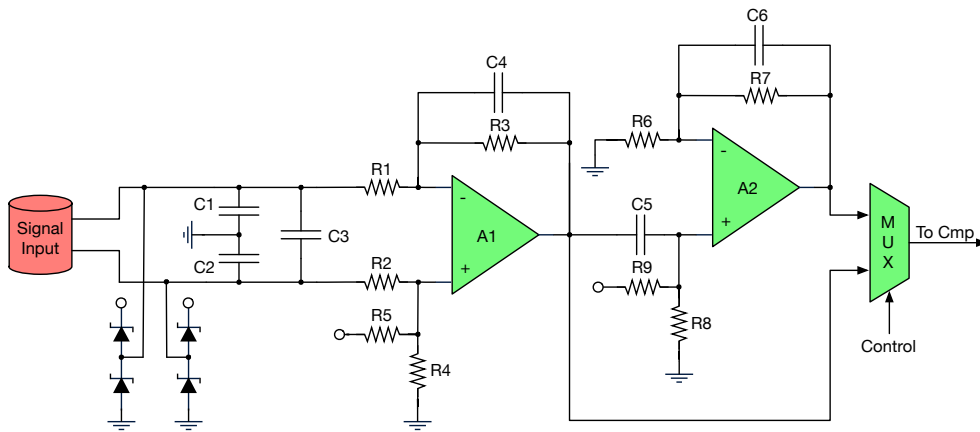 C6
C4
R7
R3
R6
-
A2
R1
C1
-
C5
+
M
U
X
To Cmp
Signal
Input
C3
A1
C2
R2
+
R9
R5
R8
Control
R4